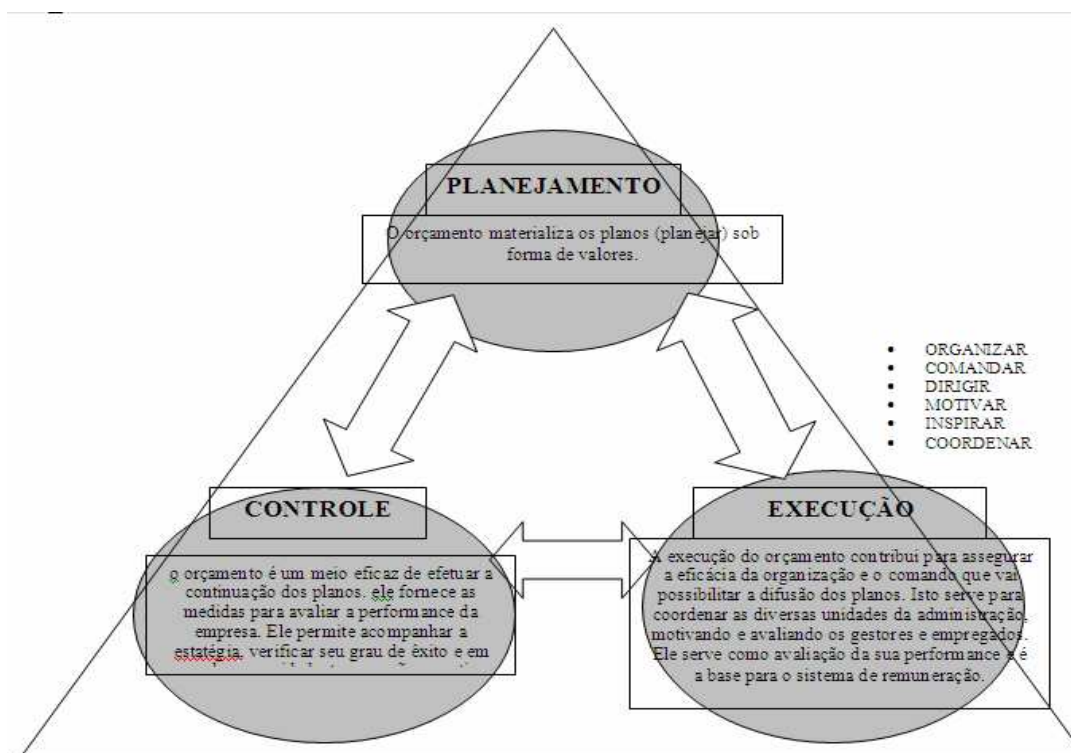 PLANEJAMENTO
O orçamento materializa os planos (planejar) sob
forma de valores.
• ORGANIZAR
• COMANDAR
• DIRIGIR
• MOTIVAR
• INSPIRAR
• COORDENAR
CONTROLE
o orçamento é um meio eficaz de efetuar a
continuação dos planos. ele fornece as
medidas para avaliar a performance da
empresa. Ele permite acompanhar a
estatégia, verificar seu grau de êxito e em
EXECUÇÃO
A execução do orçamento contribui para assegurar
a eficácia da organização e o comando que vai
possibilitar a difusão dos planos. Isto serve para
coordenar as diversas unidades da administração,
motivando e avaliando os gestores e empregados.
Ele serve como avaliação da sua performance e é
a base para o sistema de remuneração.